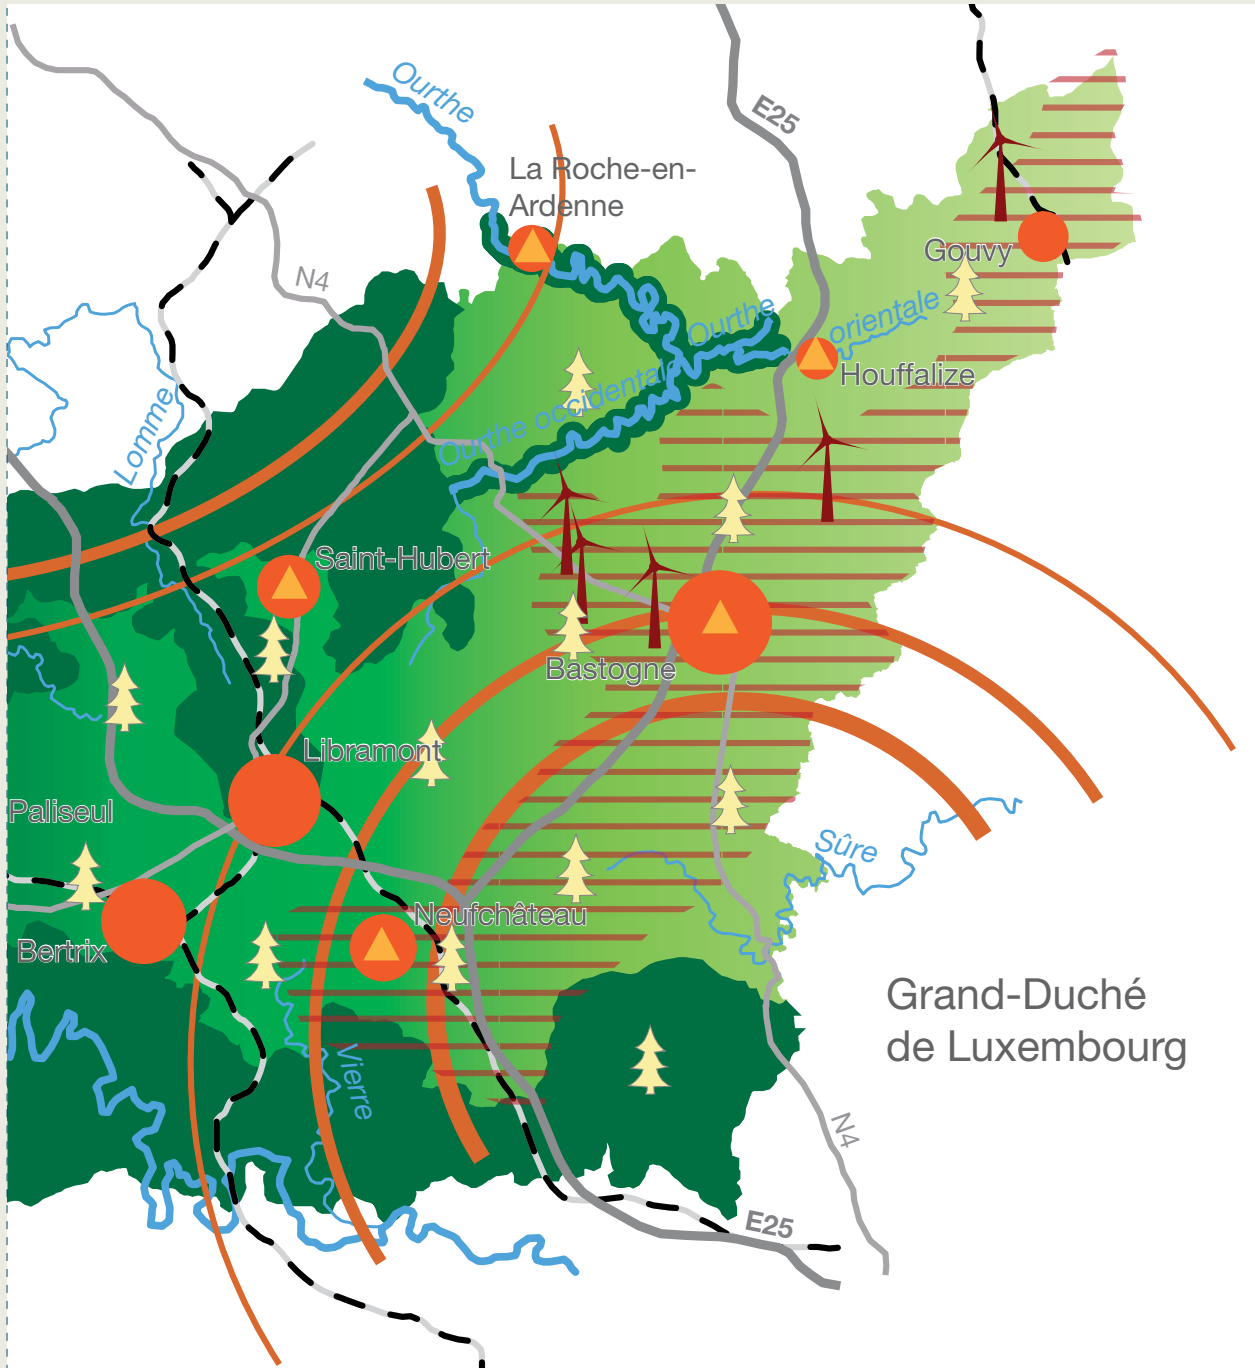 Ourthe
E25
La Roche-en-
Ardenne
Gouvy
N4
Ourthe
orientale
Houffalize
Ourthe occidentale
Lomme
Saint-Hubert
Bastogne
Libramont
Paliseul
Sûre
Neufchâteau
Bertrix
Grand-Duché
de Luxembourg
Vierre
N4
E25